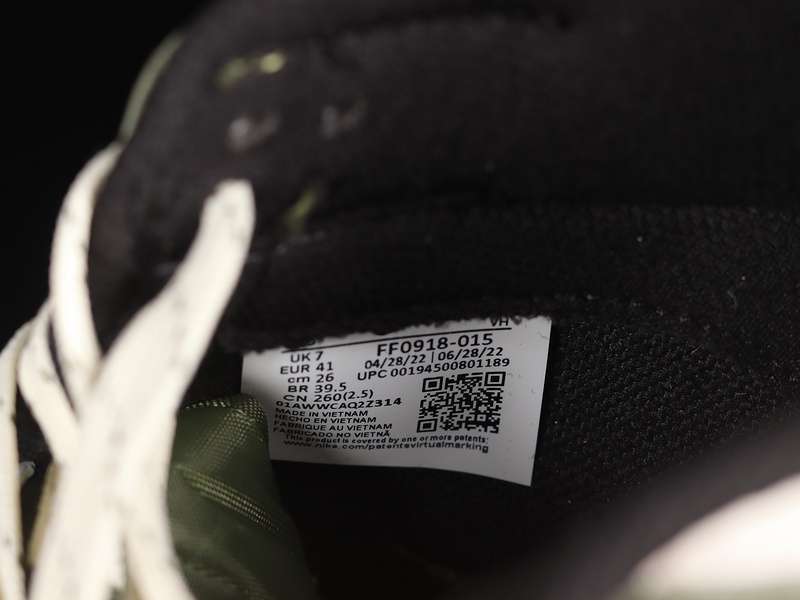 VH
UK 7
EUR 41
cm 26
BR 39.5
CN 260(2.5)
01AWWCAQ2Z314
MADE IN VIETNAM
HECHO EN VIETNAM
FABRIQUE AU VIETNAM
FABRICADO NO VIETNÃ
This product is covered by one or more patents:
www.nike.com/patentsvirtualmarking
FF0918-015
04/28/22 | 06/28/22
UPC 00194500801189